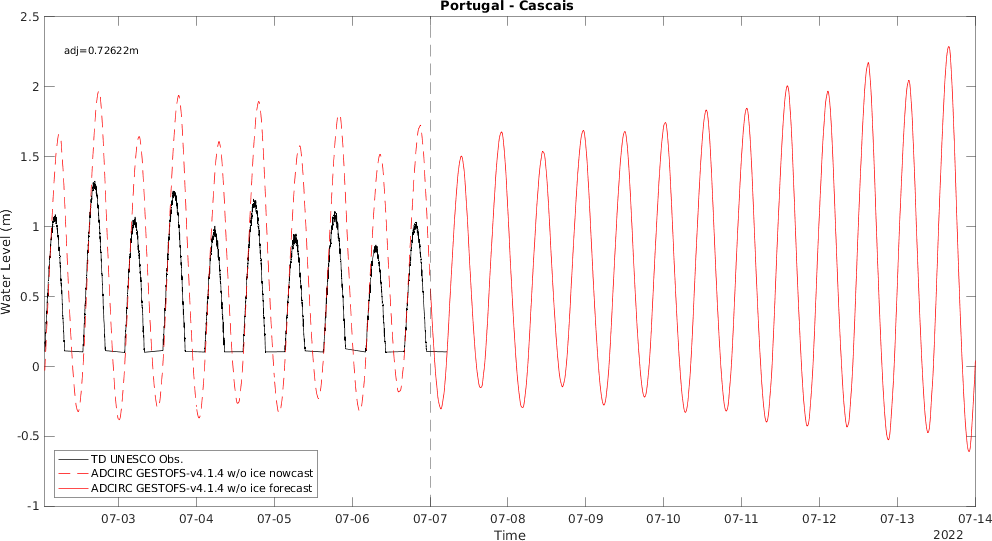 Portugal - Cascais
adj=0.72622m
Water Level (m)
2.5
2
1.5
1
0.5
0
-0.5
-1
TD UNESCO Obs.
ADCIRC GESTOFS-v4.1.4 w/o ice nowcast
ADCIRC GESTOFS-v4.1.4 w/o ice forecast
07-03 07-04 07-05 07-06 07-07 07-08 07-09 07-10 07-11 07-12 07-13 07-14
Time
2022